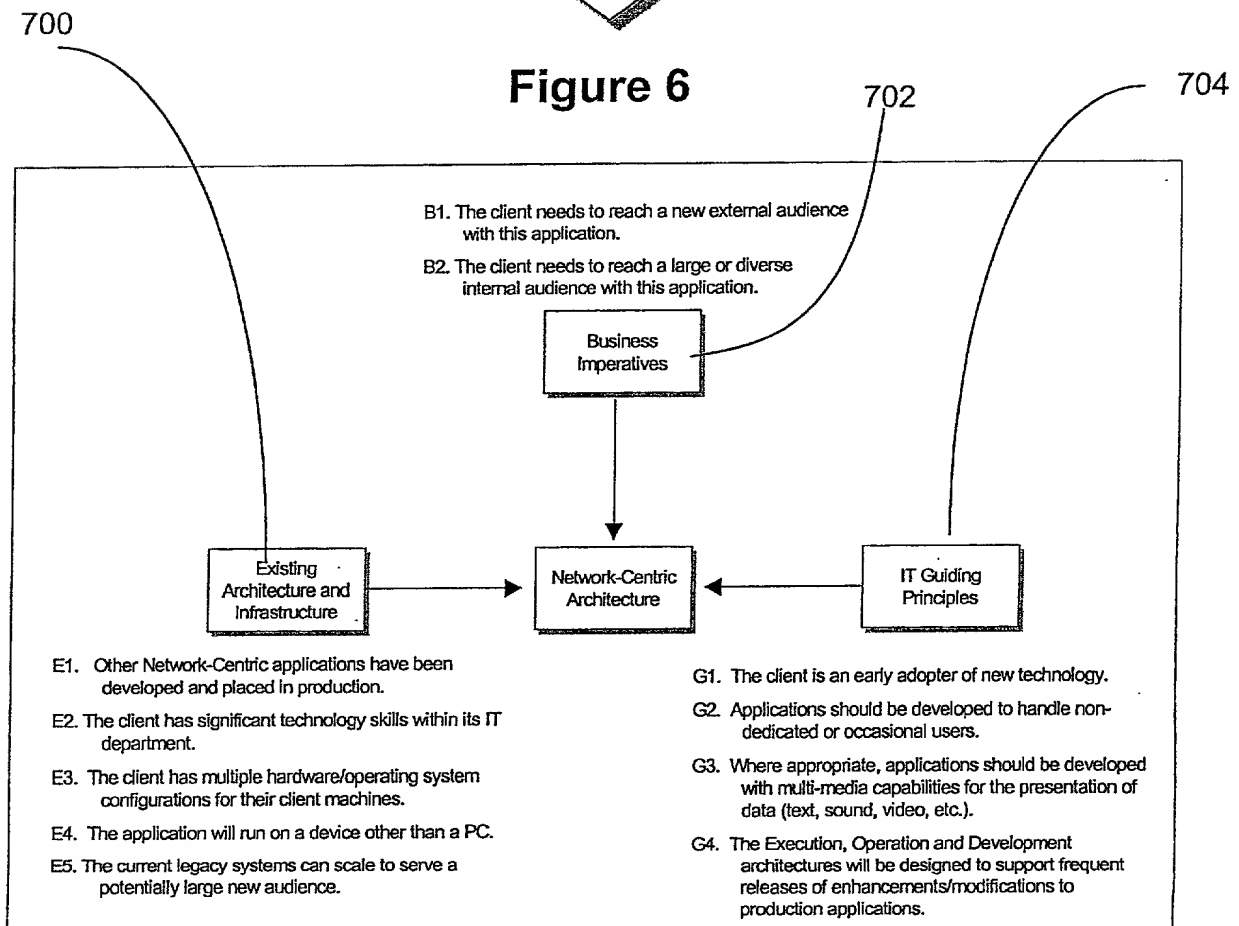 700
Figure 6
702
704
B1. The client needs to reach a new external audience
with this application.
B2. The client needs to reach a large or diverse
internal audience with this application.
Business
Imperatives
Existing
Architecture and
Infrastructure
Network-Centric
Architecture
IT Guiding
Principles
E1. Other Network-Centric applications have been
developed and placed in production.
E2. The client has significant technology skills within its IT
department.
E3. The client has multiple hardware/operating system
configurations for their client machines.
E4. The application will run on a device other than a PC.
E5. The current legacy systems can scale to serve a
potentially large new audience.
G1. The client is an early adopter of new technology.
G2. Applications should be developed to handle non-
dedicated or occasional users.
G3. Where appropriate, applications should be developed
with multi-media capabilities for the presentation of
data (text, sound, video, etc.).
G4. The Execution, Operation and Development
architectures will be designed to support frequent
releases of enhancements/modifications to
production applications.